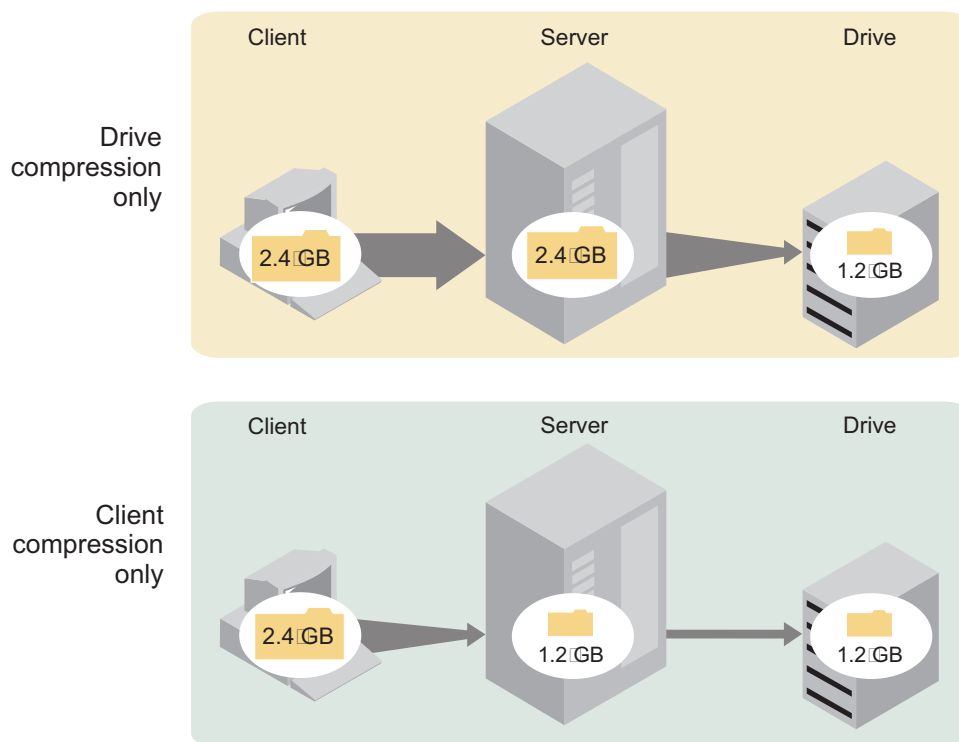 Client Server Drive
Drive
compression
only
2.4 GB 2.4 GB 1.2 GB
Client Server Drive
Client
compression
only
2.4 GB 1.2 GB 1.2 GB